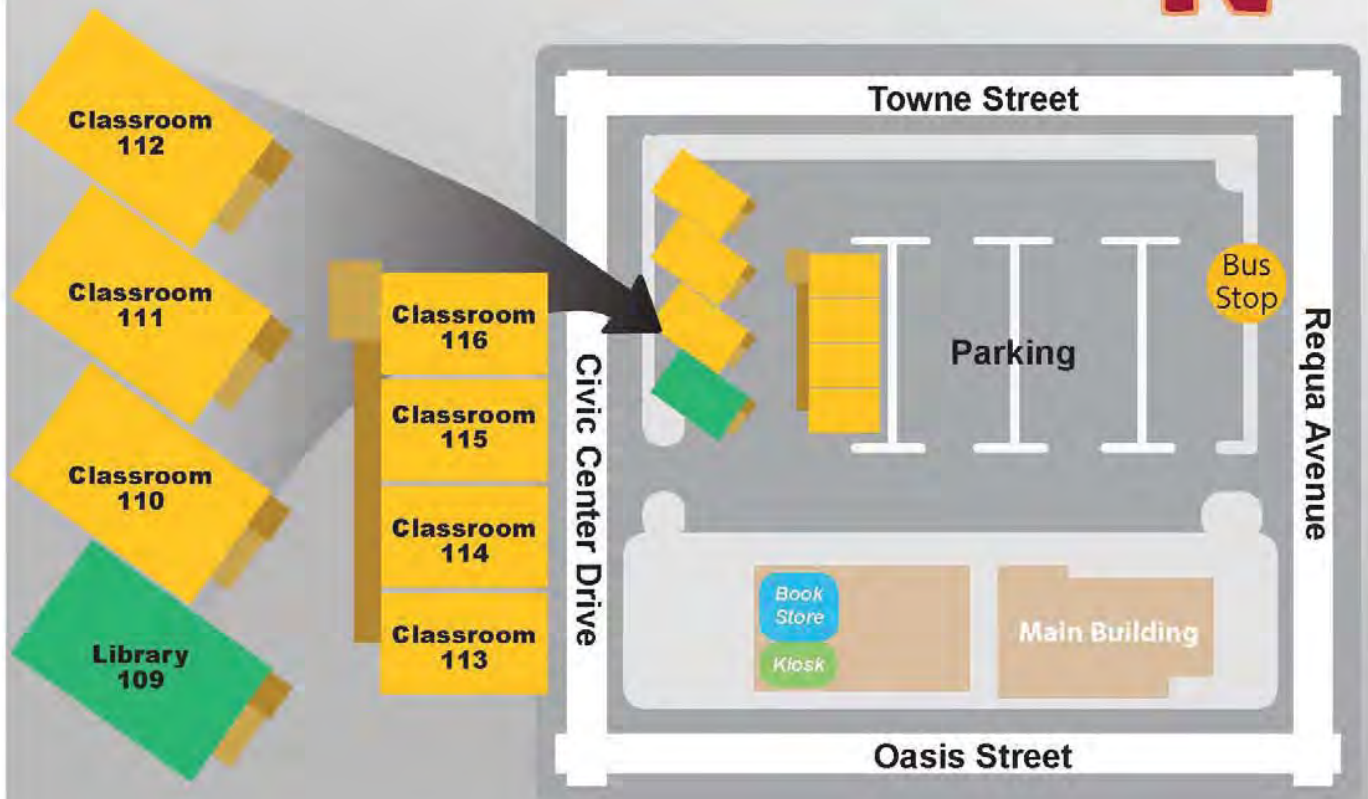 Towne Street
Classroom
112
Classroom
111
Classroom
110
Library
109
Classroom
116
Classroom
115
Classroom
114
Classroom
113
Civic Center Drive
Bus
Stop
Parking
Requa Avenue
Book
Store
Kiosk
Main Building
Oasis Street